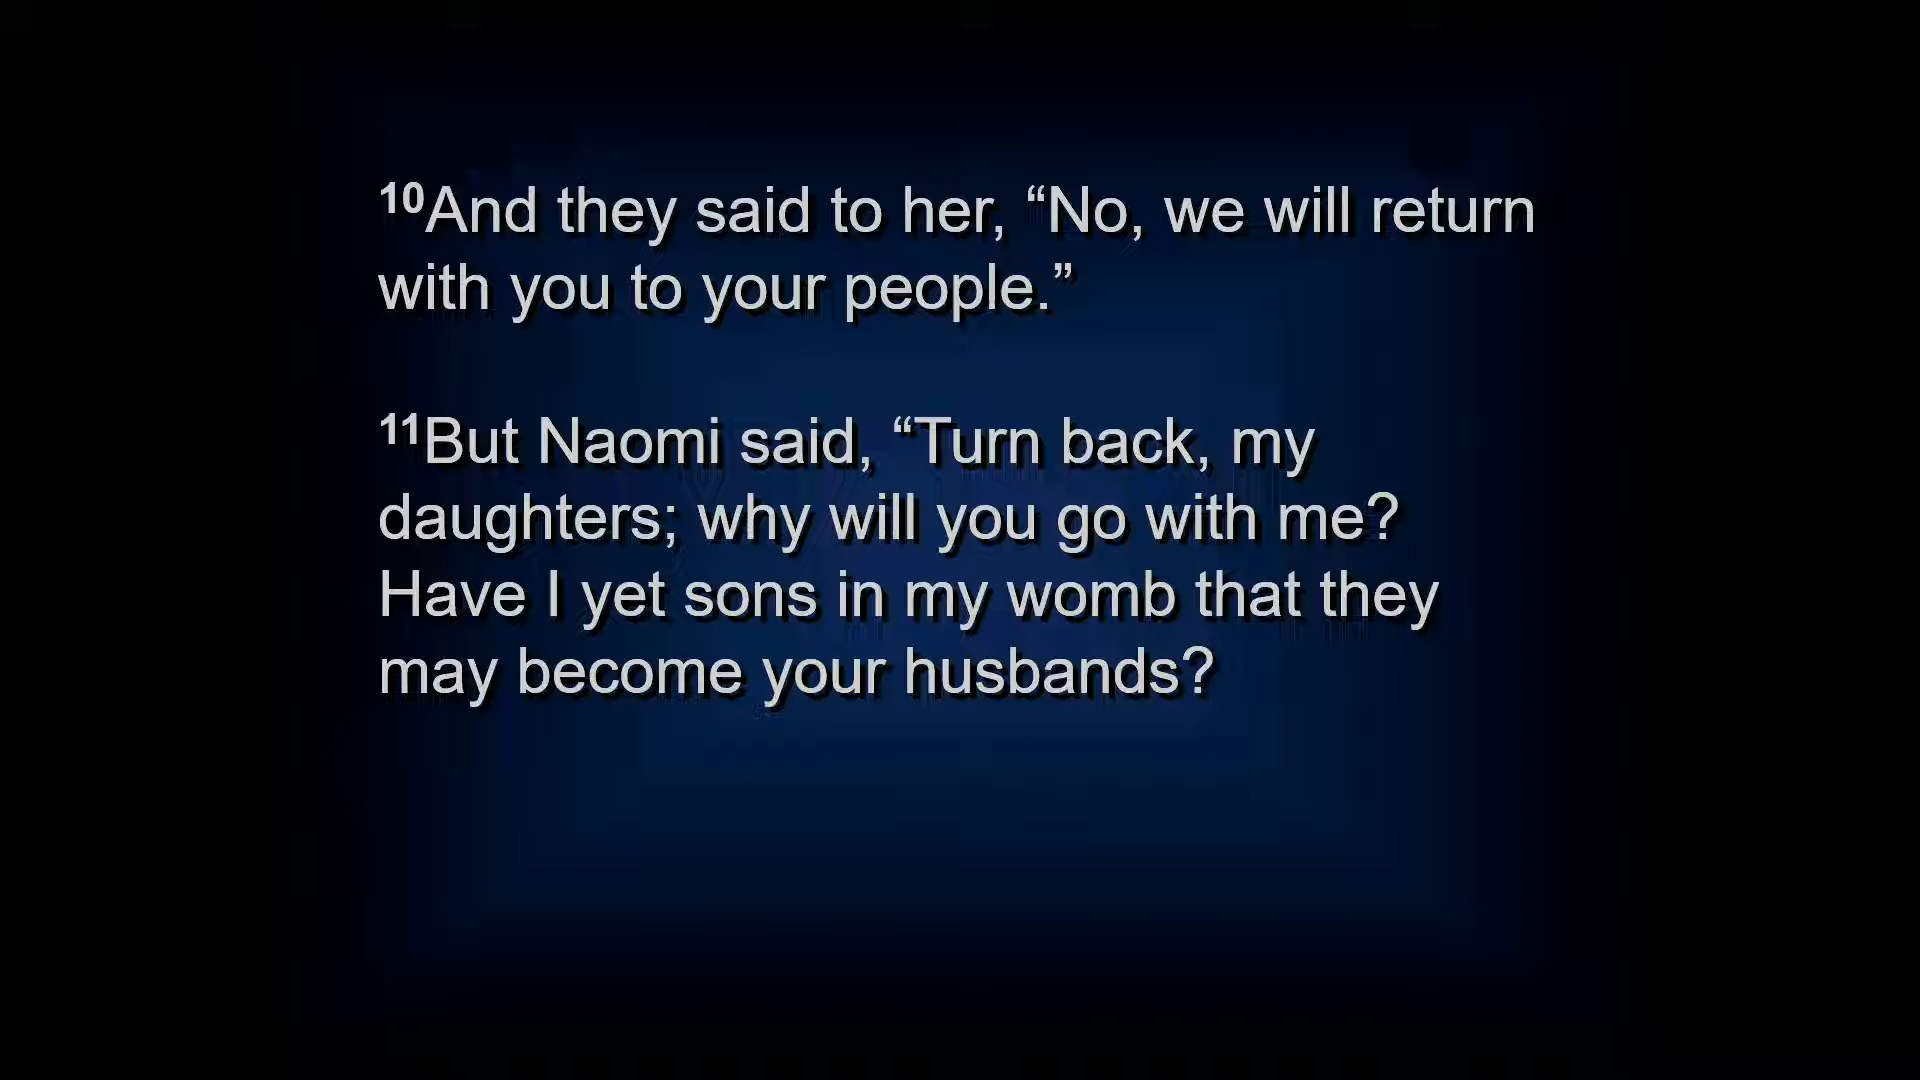 10And they said to her, “No, we will return
with you to your people.”
11But Naomi said, “Turn back, my
daughters; why will you go with me?
Have I yet sons in my womb that they
may become your husbands?